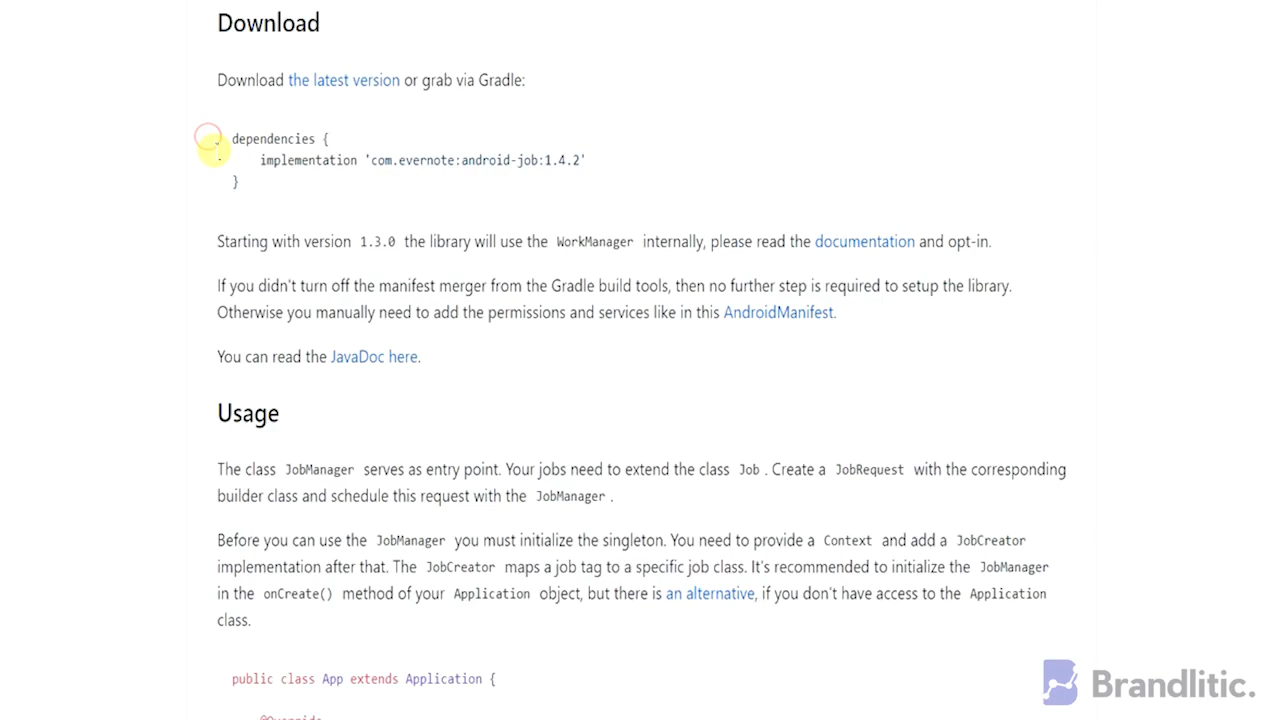 Download
Download the latest version or grab via Gradle:
dependencies {
implementation 'com.evernote:android-job:1.4.2'
}
Starting with version 1.3.0 the library will use the WorkManager internally, please read the documentation and opt-in.
If you didn't turn off the manifest merger from the Gradle build tools, then no further step is required to setup the library.
Otherwise you manually need to add the permissions and services like in this AndroidManifest.
You can read the JavaDoc here.
Usage
The class JobManager serves as entry point. Your jobs need to extend the class Job . Create a JobRequest with the corresponding
builder class and schedule this request with the JobManager .
Before you can use the JobManager you must initialize the singleton. You need to provide a Context and add a JobCreator
implementation after that. The JobCreator maps a job tag to a specific job class. It's recommended to initialize the JobManager
in the onCreate() method of your Application object, but there is an alternative, if you don't have access to the Application
class.
public class App extends Application {
@Override
Brandlitic.